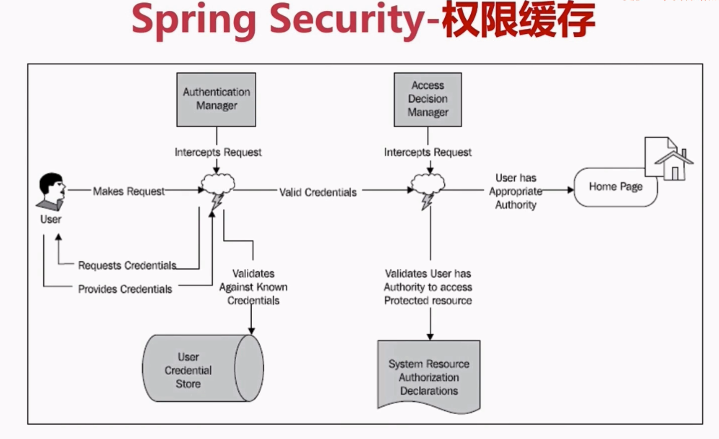 Spring Security-权限缓存
Authentication
Manager
Access
Decision
Manager
Intercepts Request
Intercepts Request
User
Makes Request
Valid Credentials
User has
Appropriate
Authority
Home Page
Requests Credentials
Provides Credentials
Validates
Against Known
Credentials
Validates User has
Authority to access
Protected resource
User
Credential
Store
System Resource
Authorization
Declarations